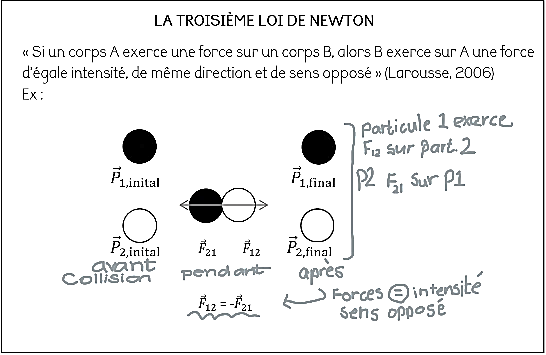 LA TROISIÈME LOI DE NEWTON
« Si un corps A exerce une force sur un corps B, alors B exerce sur A une force
d'égale intensité, de même direction et de sens opposé » (Larousse, 2006)
Ex :
P⃗1,inital
P⃗1,final
Particule 1 exerce
F12 sur part. 2
P2 F21 sur P1
P⃗2,inital
F⃗21
F⃗12
P⃗2,final
avant
Collision
pendant
après
F⃗12 = -F⃗21
Forces = intensité
sens opposé